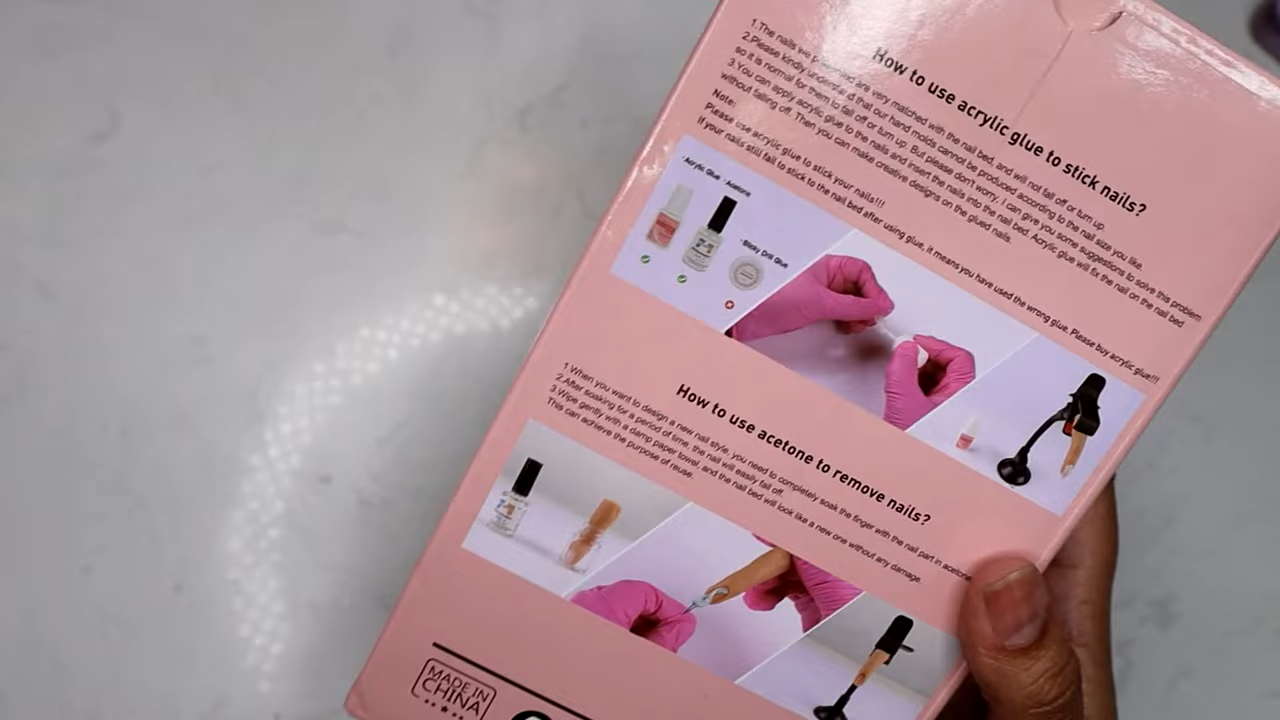 How to use acrylic glue to stick nails?
1.The nails we are very matched with the nail bed, and will not fall off or turn up.
2.Please kindly understand that our hand molds cannot be produced according to the nail size you like.
so it is normal for them to fall off or turn up. But please don't worry, I can give you some suggestions to solve this problem
3.You can apply acrylic glue to the nails and insert the nails into the nail bed. Acrylic glue will fix the nail on the nail bed
without falling off. Then you can make creative designs on the glued nails.
Note:
Please use acrylic glue to stick your nails!!!
If your nails still fail to stick to the nail bed after using glue, it means you have used the wrong glue. Please buy acrylic glue!!!
·Acrylic Glue ·Acetone
·Sticky Drill Glue
How to use acetone to remove nails?
1.When you want to design a new nail style, you need to completely soak the finger with the nail part in acetone
2.After soaking for a period of time, the nail will easily fall off.
3.Wipe gently with a damp paper towel, and the nail bed will look like a new one without any damage.
This can achieve the purpose of reuse.
MADE IN
CHINA